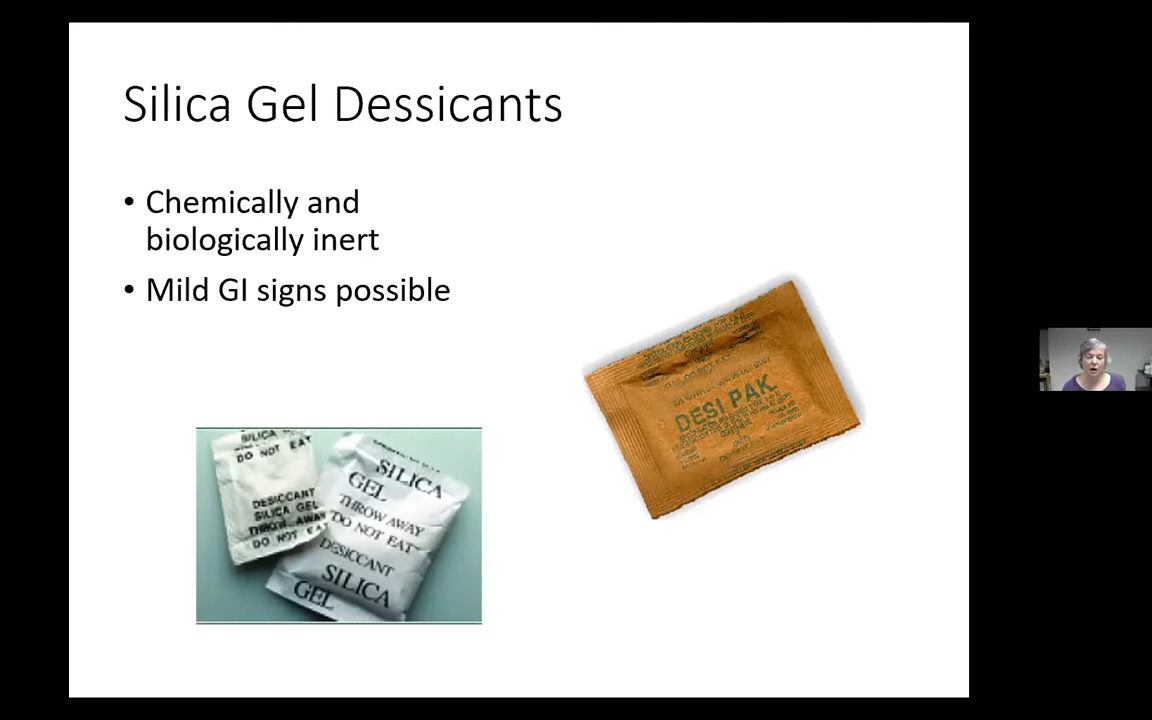 Silica Gel Dessicants
• Chemically and
biologically inert
• Mild GI signs possible
DESI PAK
SILICA
DO NOT EAT
DESICCANT
SILICA GEL
THROW AWAY
DO NOT EAT
SILICA
GEL
THROW AWAY
"DO NOT EAT"
DESICCANT
SILICA
GEL